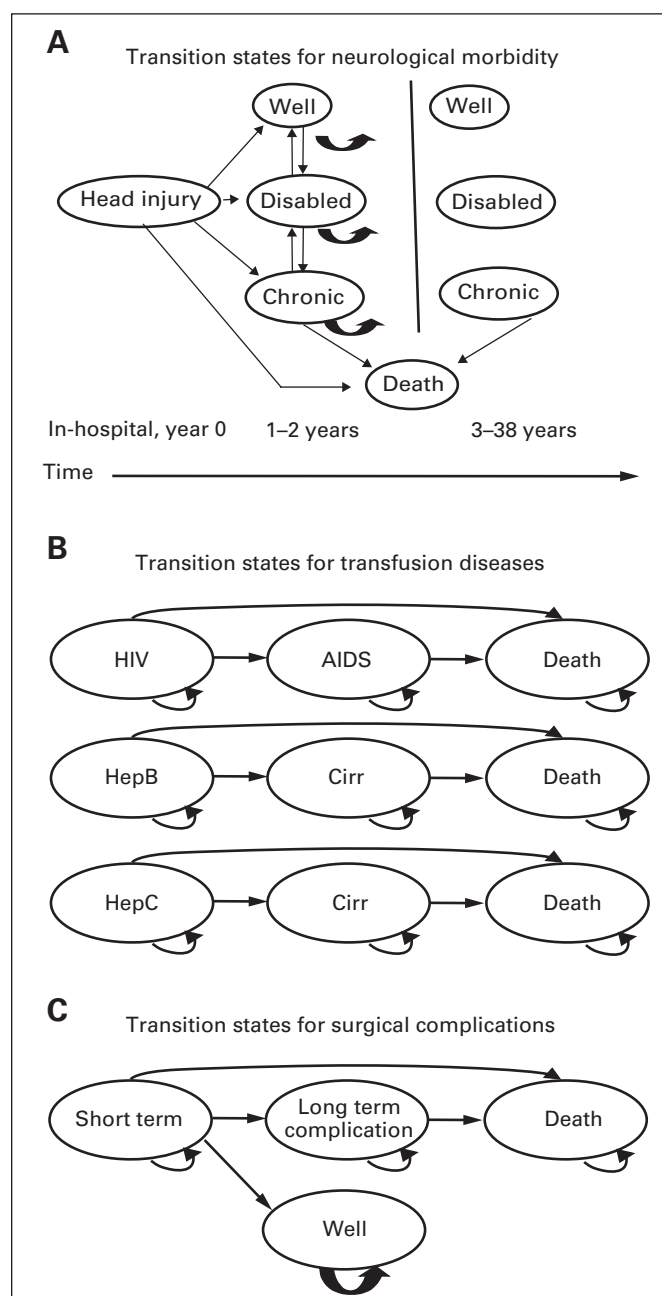 A
Transition states for neurological morbidity
Well
Well
Head injury
Disabled
Disabled
Chronic
Chronic
Death
In-hospital, year 0
1–2 years
3–38 years
Time
B
Transition states for transfusion diseases
HIV
AIDS
Death
HepB
Cirr
Death
HepC
Cirr
Death
C
Transition states for surgical complications
Short term
Long term
complication
Death
Well